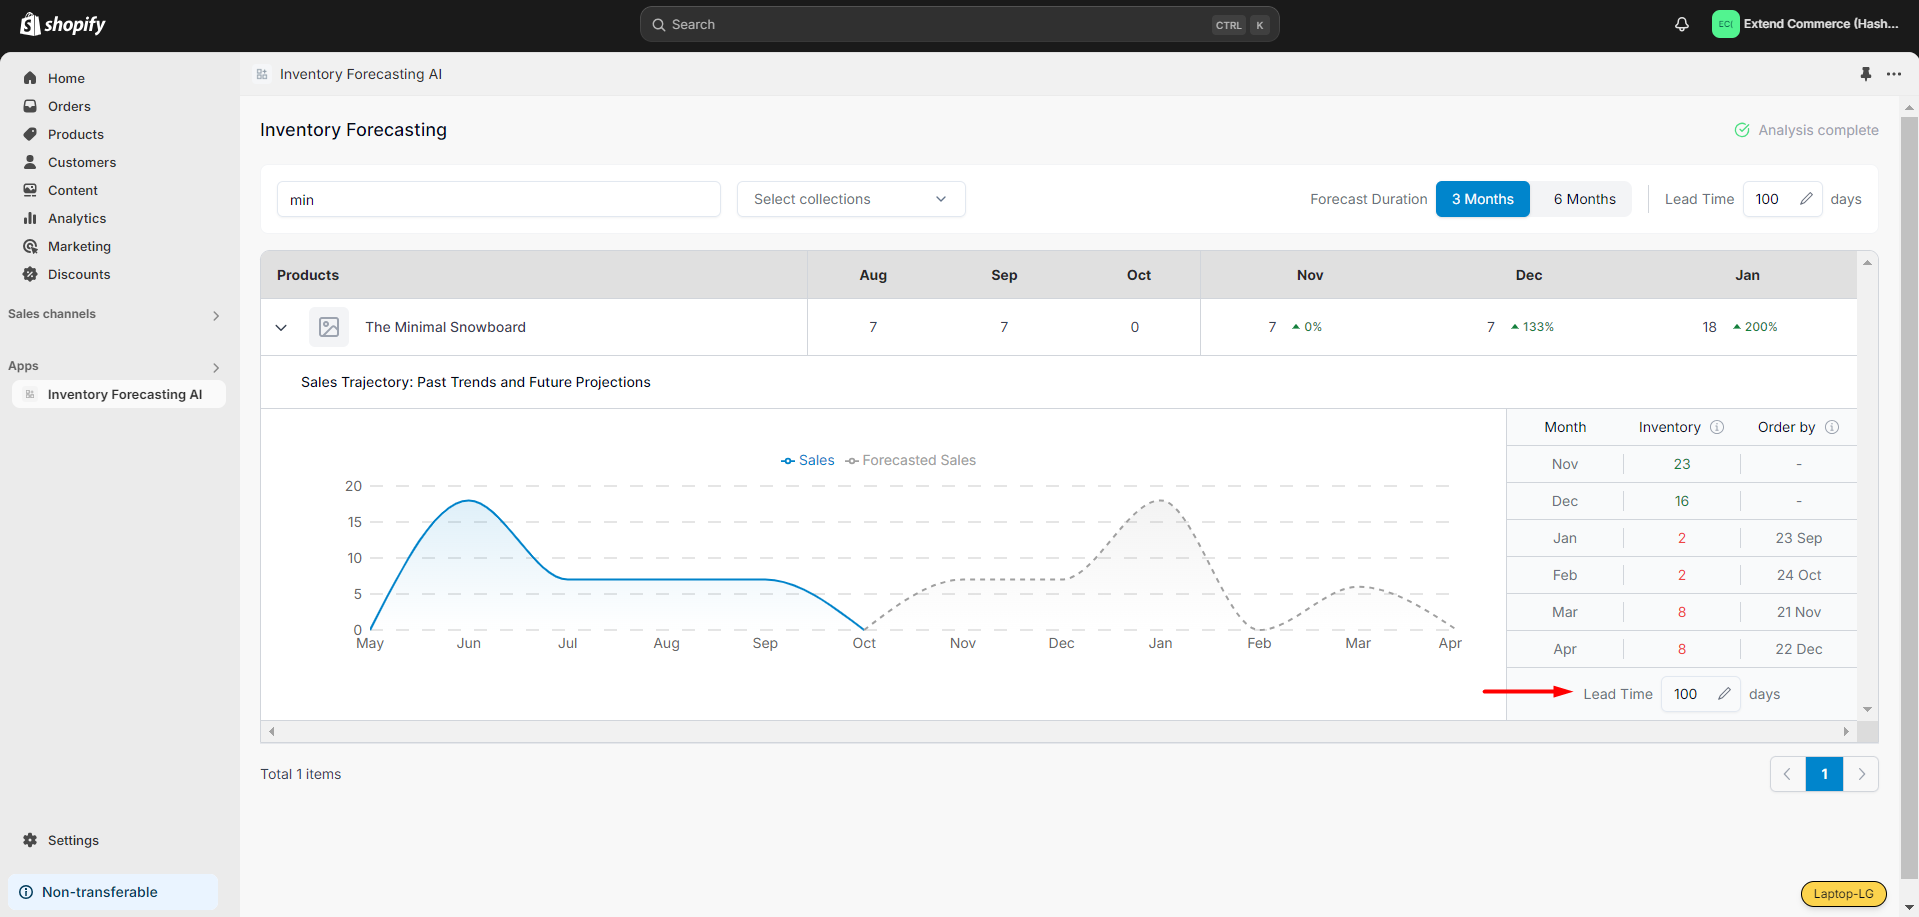 shopify
Search
CTRL K
EC(
Extend Commerce (Hash...
Home
Orders
Products
Customers
Content
Analytics
Marketing
Discounts
Sales channels
Apps
Inventory Forecasting AI
Settings
Non-transferable
Inventory Forecasting AI
Inventory Forecasting
Analysis complete
min
Select collections
Forecast Duration 3 Months 6 Months Lead Time 100 days
Products Aug Sep Oct Nov Dec Jan
The Minimal Snowboard 7 7 0 7 0% 7 133% 18 200%
Sales Trajectory: Past Trends and Future Projections
Sales Forecasted Sales
20
15
10
5
0
May Jun Jul Aug Sep Oct Nov Dec Jan Feb Mar Apr
Month Inventory Order by
Nov 23 -
Dec 16 -
Jan 2 23 Sep
Feb 2 24 Oct
Mar 8 21 Nov
Apr 8 22 Dec
Lead Time 100 days
Total 1 items
1
Laptop-LG